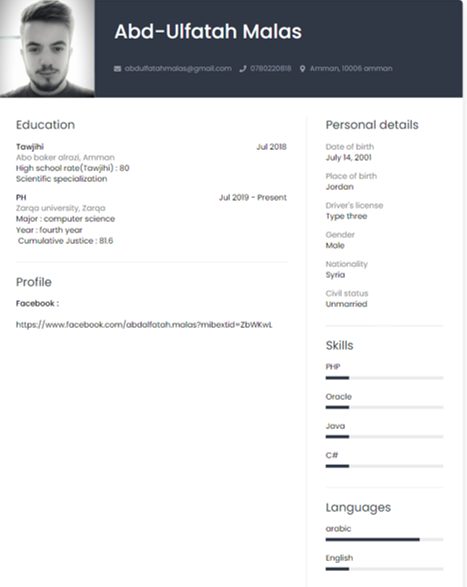 Abd-Ulfatah Malas
abdulfatahmalas@gmail.com 0780220818 Amman, 10006 amman
Education
Tawjihi Jul 2018
Abo baker alrazi, Amman
High school rate(Tawjihi) : 80
Scientific specialization
PH Jul 2019 - Present
Zarqa university, Zarqa
Major : computer science
Year : fourth year
Cumulative Justice : 81.6
Profile
Facebook :
https://www.facebook.com/abdalfatah.malas?mibextid=ZbWKwL
Personal details
Date of birth
July 14, 2001
Place of birth
Jordan
Driver's license
Type three
Gender
Male
Nationality
Syria
Civil status
Unmarried
Skills
PHP
Oracle
Java
C#
Languages
arabic
English